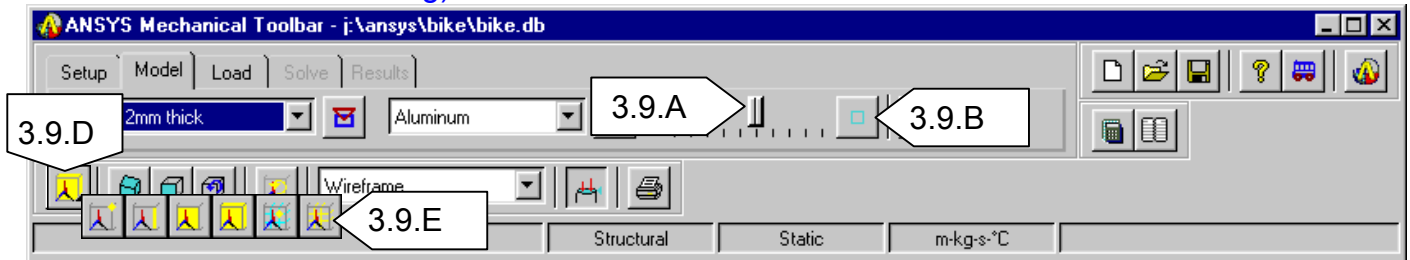 ANSYS Mechanical Toolbar - j:\ansys\bike\bike.db
Setup Model Load Solve Results
2mm thick Aluminum 3.9.A 3.9.B
3.9.D
Wireframe
3.9.E
Structural Static m-kg-s-°C